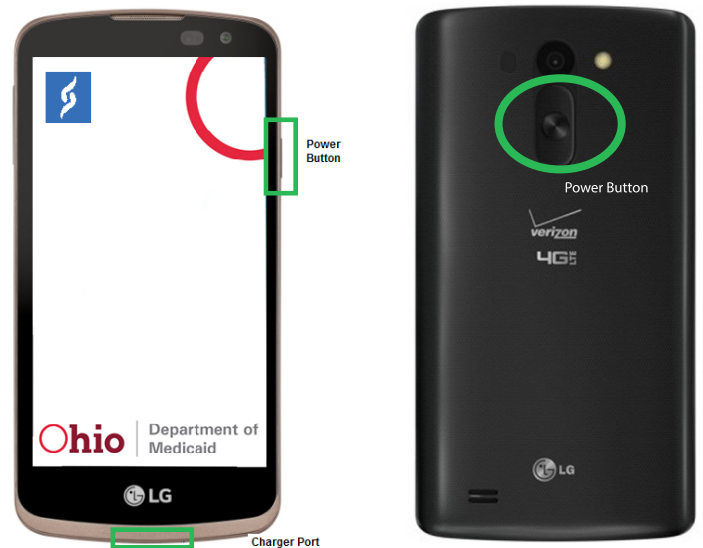 Power
Button
Ohio
Department of
Medicaid
LG
Charger Port
Power Button
verizon
4G LTE
LG